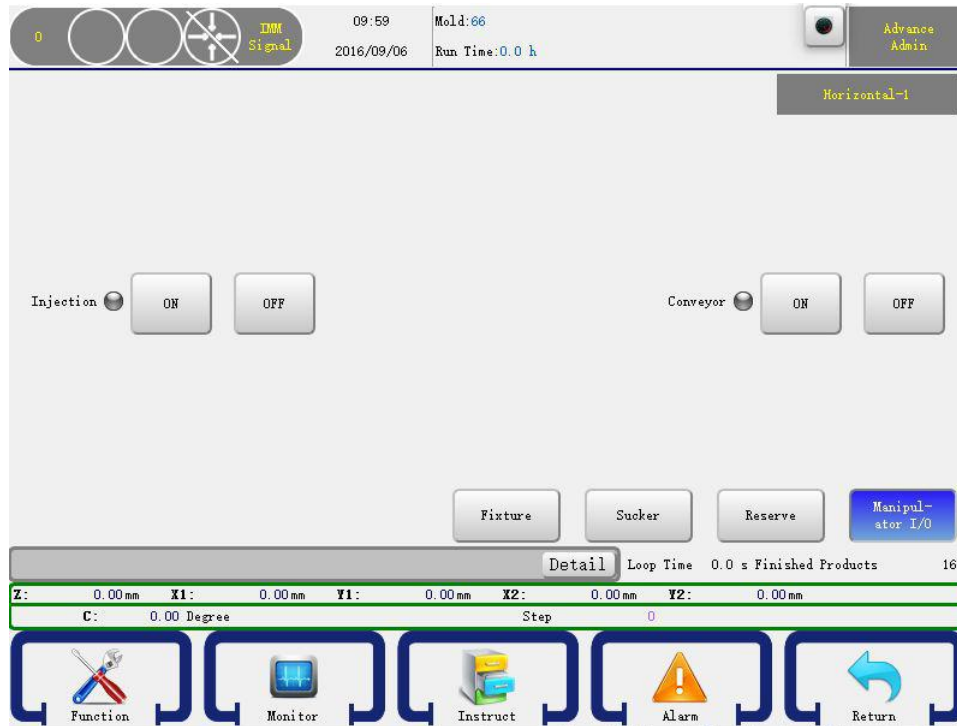 0
IMM
Signal
09:59
2016/09/06
Mold:66
Run Time:0.0 h
Advance
Admin
Horizontal-1
Injection ON OFF Conveyor ON OFF
Fixture Sucker Reserve Manipul-
ator I/O
Detail Loop Time 0.0 s Finished Products 16
Z: 0.00mm X1: 0.00mm Y1: 0.00mm X2: 0.00mm Y2: 0.00mm
C: 0.00 Degree Step 0
Function Monitor Instruct Alarm Return